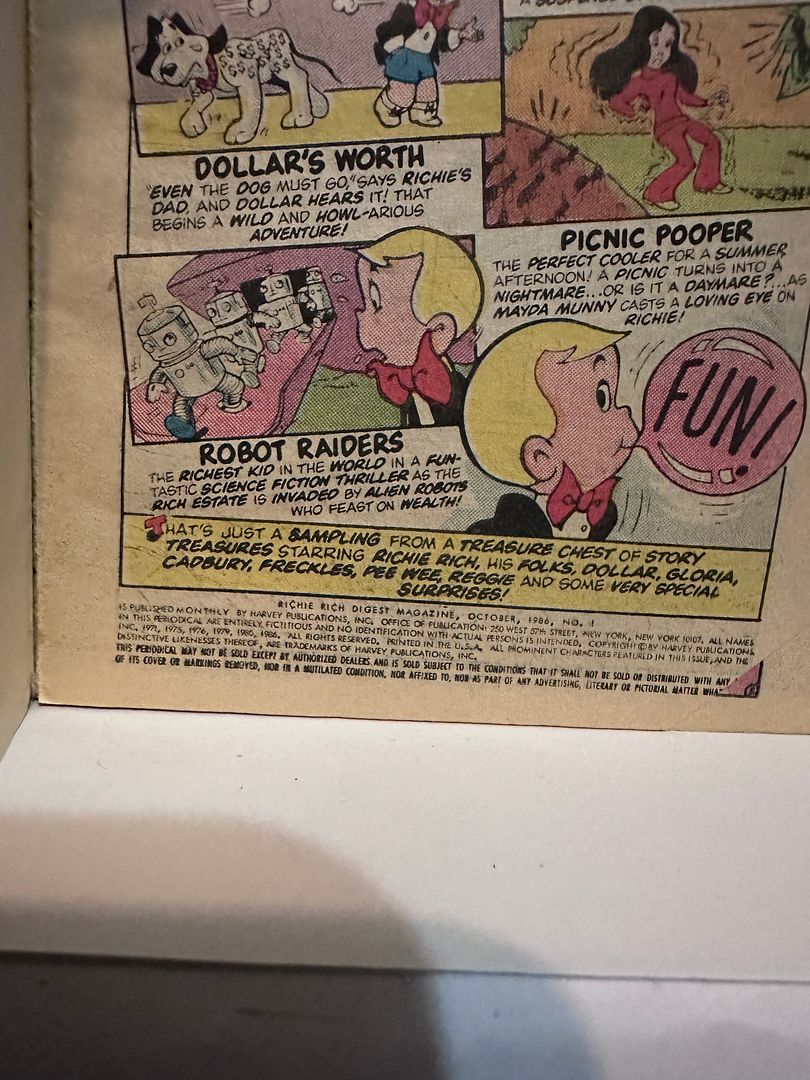 A SUSPENSE
DOLLAR'S WORTH
"EVEN THE DOG MUST GO," SAYS RICHIE'S
DAD, AND DOLLAR HEARS IT! THAT
BEGINS A WILD AND HOWL-ARIOUS
ADVENTURE!
PICNIC POOPER
THE PERFECT COOLER FOR A SUMMER
AFTERNOON! A PICNIC TURNS INTO A
NIGHTMARE...OR IS IT A DAYMARE?...AS
MAYDA MUNNY CASTS A LOVING EYE ON
RICHIE!
FUN!
ROBOT RAIDERS
THE RICHEST KID IN THE WORLD IN A FUN-
TASTIC SCIENCE FICTION THRILLER AS THE
RICH ESTATE IS INVADED BY ALIEN ROBOTS
WHO FEAST ON WEALTH!
THAT'S JUST A SAMPLING FROM A TREASURE CHEST OF STORY
TREASURES STARRING RICHIE RICH, HIS FOLKS, DOLLAR, GLORIA,
CADBURY, FRECKLES, PEE WEE, REGGIE AND SOME VERY SPECIAL
SURPRISES!
RICHIE RICH DIGEST MAGAZINE, OCTOBER, 1986, NO. 1
IS PUBLISHED MONTHLY BY HARVEY PUBLICATIONS, INC. OFFICE OF PUBLICATION: 250 WEST 57th STREET, NEW YORK, NEW YORK 10107. ALL NAMES
IN THIS PERIODICAL ARE ENTIRELY FICTITIOUS AND NO IDENTIFICATION WITH ACTUAL PERSONS IS INTENDED. COPYRIGHT © BY HARVEY PUBLICATIONS
INC, 1971, 1975, 1976, 1979, 1980, 1986. ALL RIGHTS RESERVED. PRINTED IN THE U.S.A. ALL PROMINENT CHARACTERS FEATURED IN THIS ISSUE, AND THE
DISTINCTIVE LIKENESSES THEREOF, ARE TRADEMARKS OF HARVEY PUBLICATIONS, INC.
THIS PERIODICAL MAY NOT BE SOLD EXCEPT BY AUTHORIZED DEALERS AND IS SOLD SUBJECT TO THE CONDITIONS THAT IT SHALL NOT BE SOLD OR DISTRIBUTED WITH ANY
OF ITS COVER OR MARKINGS REMOVED, NOR IN A MUTILATED CONDITION, NOR AFFIXED TO, NOR AS PART OF ANY ADVERTISING, LITERARY OR PICTORIAL MATTER WHA